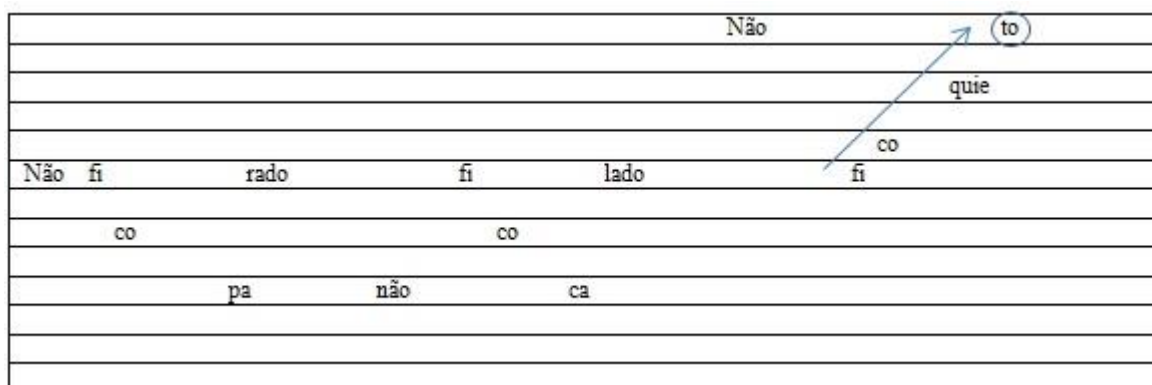 Não to
quie
co
Não fi rado fi lado fi
co co
pa não ca